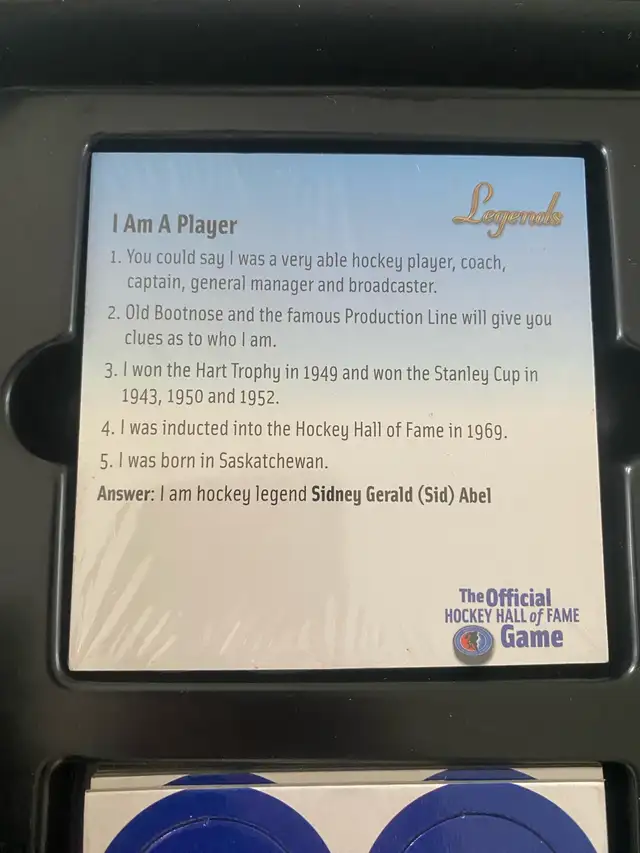 Legends
I Am A Player
1. You could say I was a very able hockey player, coach,
captain, general manager and broadcaster.
2. Old Bootnose and the famous Production Line will give you
clues as to who I am.
3. I won the Hart Trophy in 1949 and won the Stanley Cup in
1943, 1950 and 1952.
4. I was inducted into the Hockey Hall of Fame in 1969.
5. I was born in Saskatchewan.
Answer: I am hockey legend Sidney Gerald (Sid) Abel
The Official
HOCKEY HALL of FAME
Game